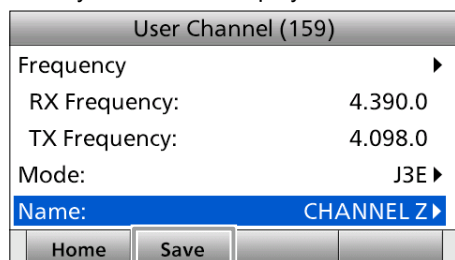 User Channel (159)
Frequency
RX Frequency: 4.390.0
TX Frequency: 4.098.0
Mode: J3E
Name: CHANNEL Z
Home Save